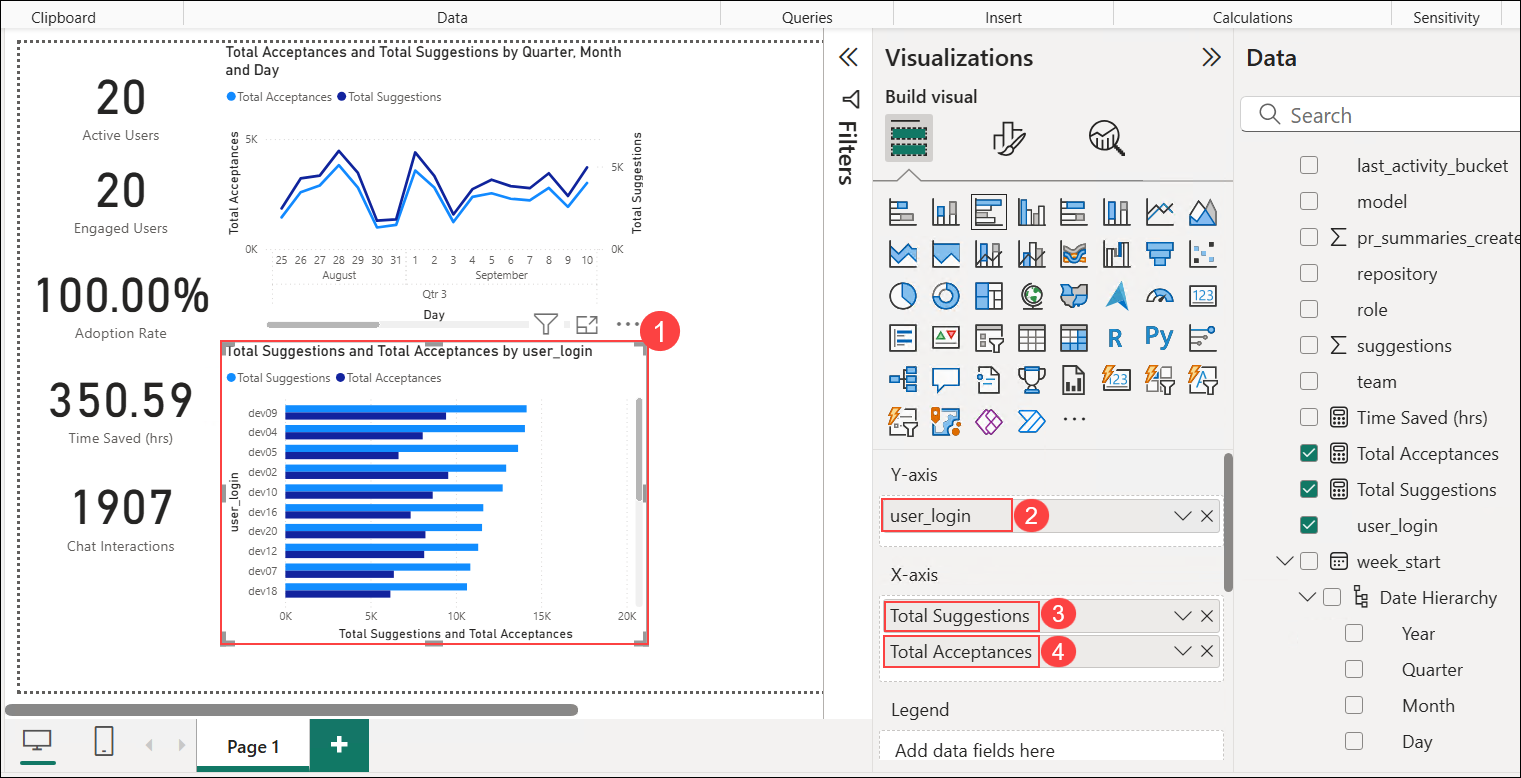 Clipboard
Data
Queries
Insert
Calculations
Sensitivity
20
Active Users
20
Engaged Users
100.00%
Adoption Rate
350.59
Time Saved (hrs)
1907
Chat Interactions
Total Acceptances and Total Suggestions by Quarter, Month
and Day
Total Acceptances Total Suggestions
Total Acceptances
5K
0K
Total Suggestions
5K
0K
25 26 27 28 29 30 31 1 2 3 4 5 6 7 8 9 10
August September
Qtr 3
Day
1
Total Suggestions and Total Acceptances by user_login
Total Suggestions Total Acceptances
user_login
dev09
dev04
dev05
dev02
dev10
dev16
dev20
dev12
dev07
dev18
0K 5K 10K 15K 20K
Total Suggestions and Total Acceptances
Page 1
Filters
Visualizations
Build visual
123
R
Py
123
Y-axis
user_login
2
X-axis
Total Suggestions
3
Total Acceptances
4
Legend
Add data fields here
Data
Search
last_activity_bucket
model
pr_summaries_create
repository
role
suggestions
team
Time Saved (hrs)
Total Acceptances
Total Suggestions
user_login
week_start
Date Hierarchy
Year
Quarter
Month
Day